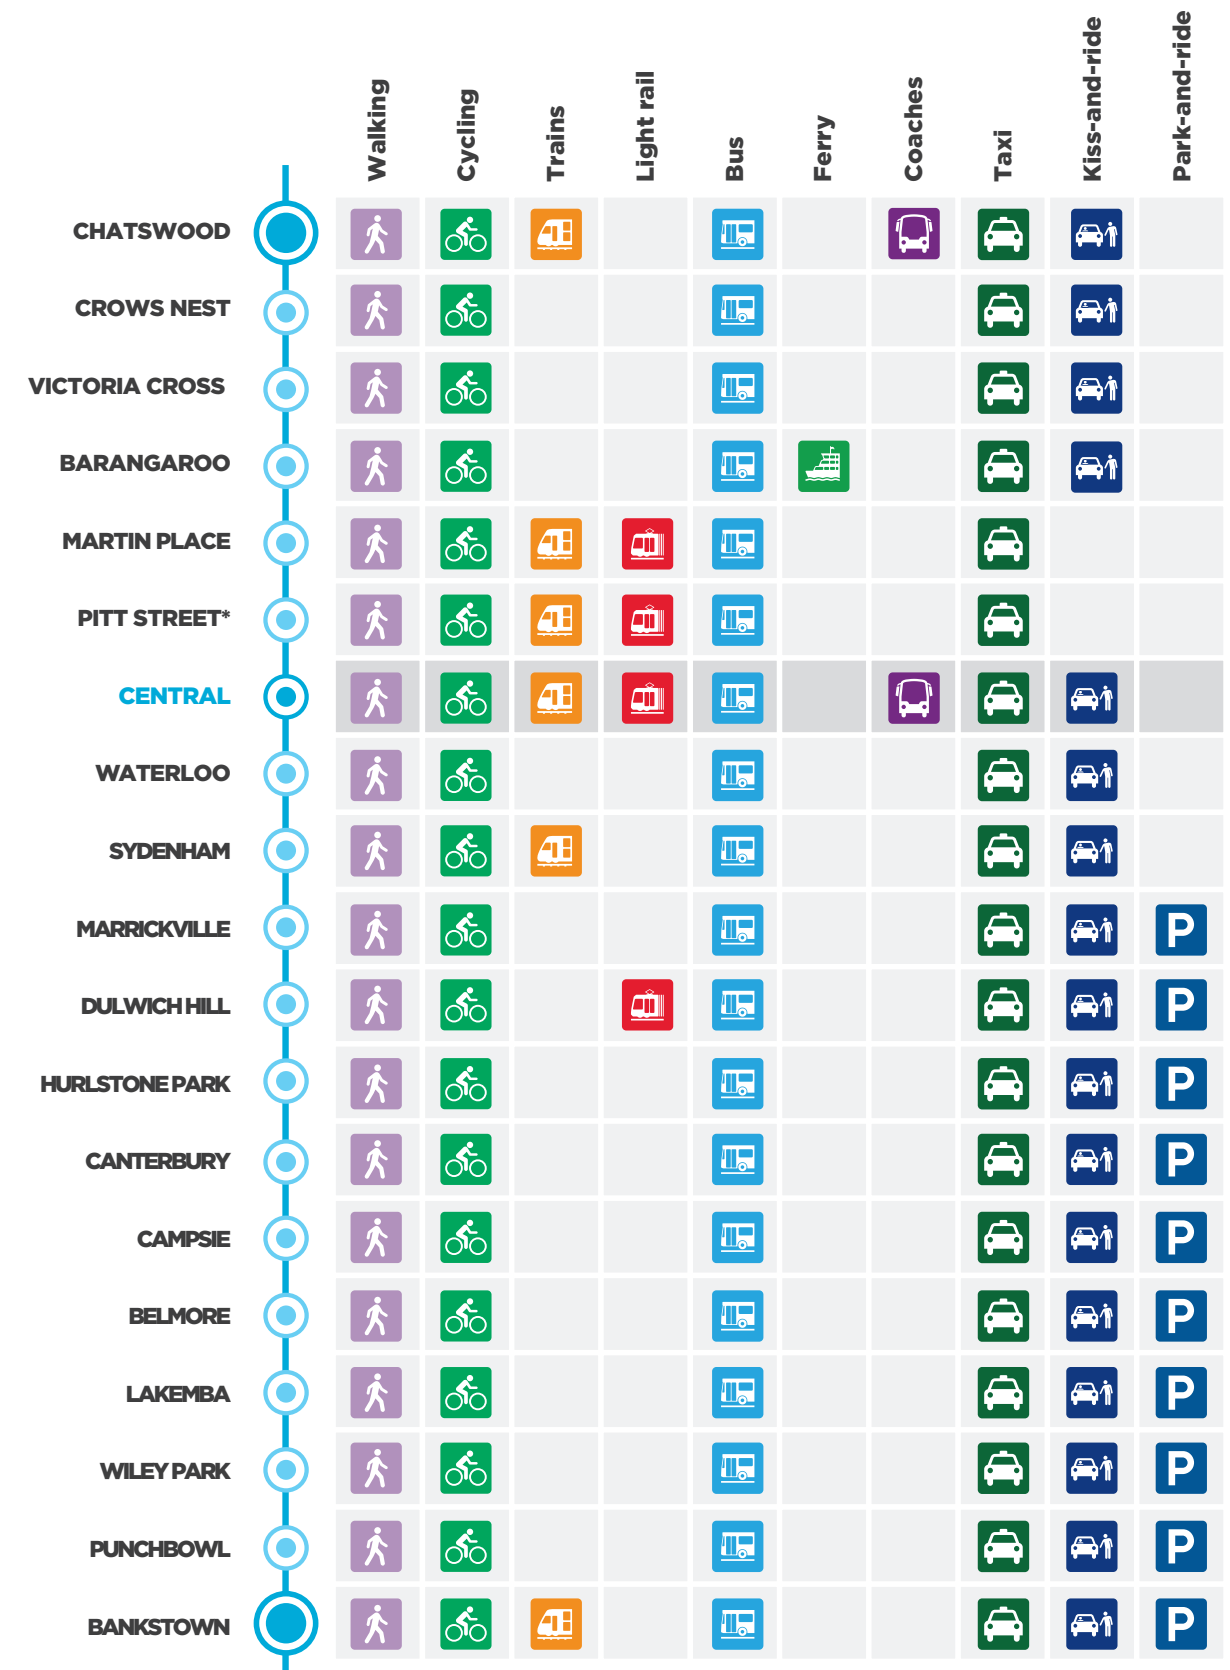 Walking
Cycling
Trains
Light rail
Bus
Ferry
Coaches
Taxi
Kiss-and-ride
Park-and-ride
CHATSWOOD
CROWS NEST
VICTORIA CROSS
BARANGAROO
MARTIN PLACE
PITT STREET*
CENTRAL
WATERLOO
SYDENHAM
MARRICKVILLE
P
DULWICH HILL
P
HURLSTONE PARK
P
CANTERBURY
P
CAMPSIE
P
BELMORE
P
LAKEMBA
P
WILEY PARK
P
PUNCHBOWL
P
BANKSTOWN
P